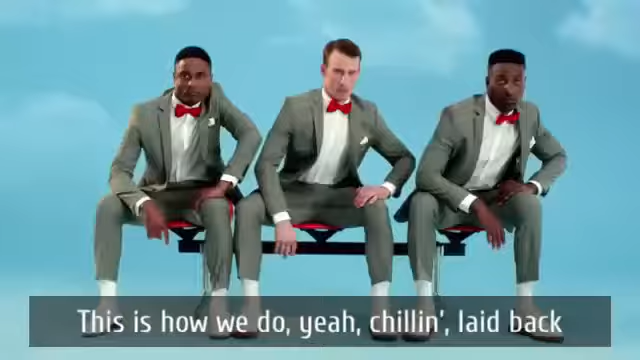 This is how we do, yeah, chillin', laid back